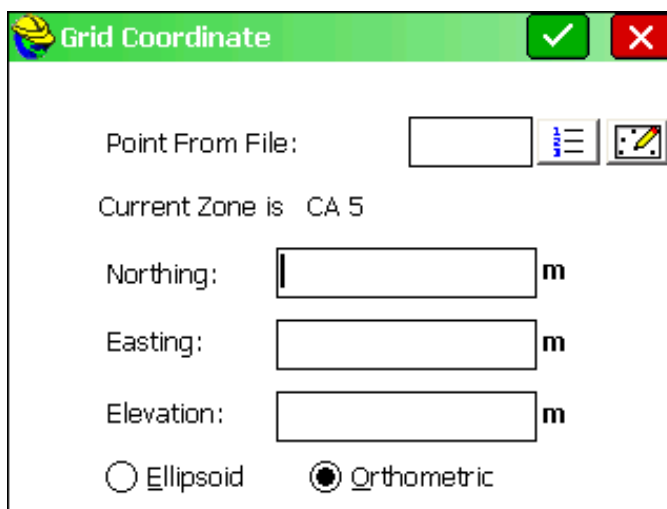 Grid Coordinate
Point From File:
Current Zone is CA 5
Northing: m
Easting: m
Elevation: m
Ellipsoid Orthometric